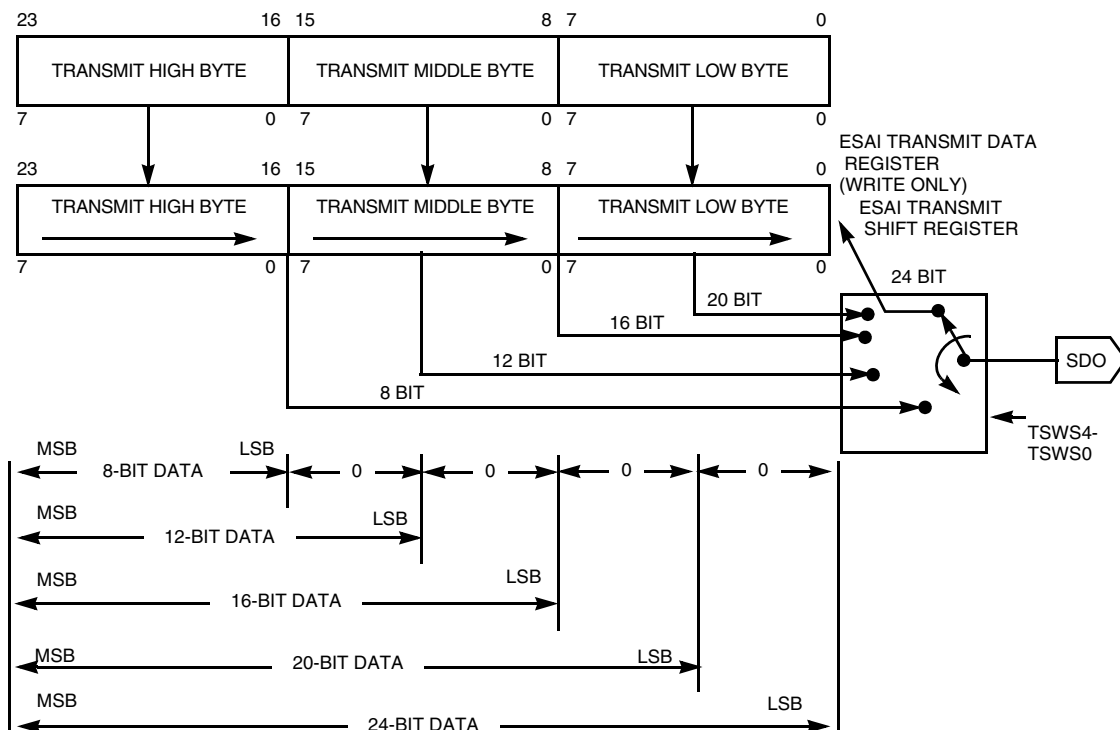 23 16 15 8 7 0
TRANSMIT HIGH BYTE TRANSMIT MIDDLE BYTE TRANSMIT LOW BYTE
7 0 7 0 7 0
23 16 15 8 7 0
TRANSMIT HIGH BYTE TRANSMIT MIDDLE BYTE TRANSMIT LOW BYTE
7 0 7 0 7 0
ESAI TRANSMIT DATA
REGISTER
(WRITE ONLY)
ESAI TRANSMIT
SHIFT REGISTER
24 BIT
20 BIT
16 BIT
12 BIT
8 BIT
SDO
TSWS4-
TSWS0
MSB LSB
8-BIT DATA 0 0 0 0
MSB LSB
12-BIT DATA
MSB LSB
16-BIT DATA
MSB LSB
20-BIT DATA
MSB LSB
24-BIT DATA